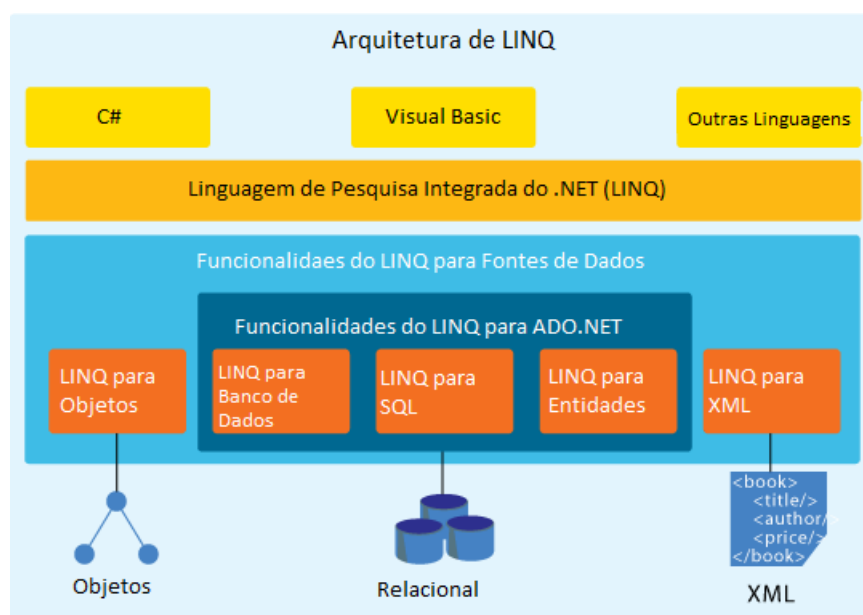 Arquitetura de LINQ
C#
Visual Basic
Outras Linguagens
Linguagem de Pesquisa Integrada do .NET (LINQ)
Funcionalidaes do LINQ para Fontes de Dados
Funcionalidades do LINQ para ADO.NET
LINQ para
Objetos
LINQ para
Banco de
Dados
LINQ para
SQL
LINQ para
Entidades
LINQ para
XML
<book>
<title/>
<author/>
<price/>
</book>
Objetos
Relacional
XML